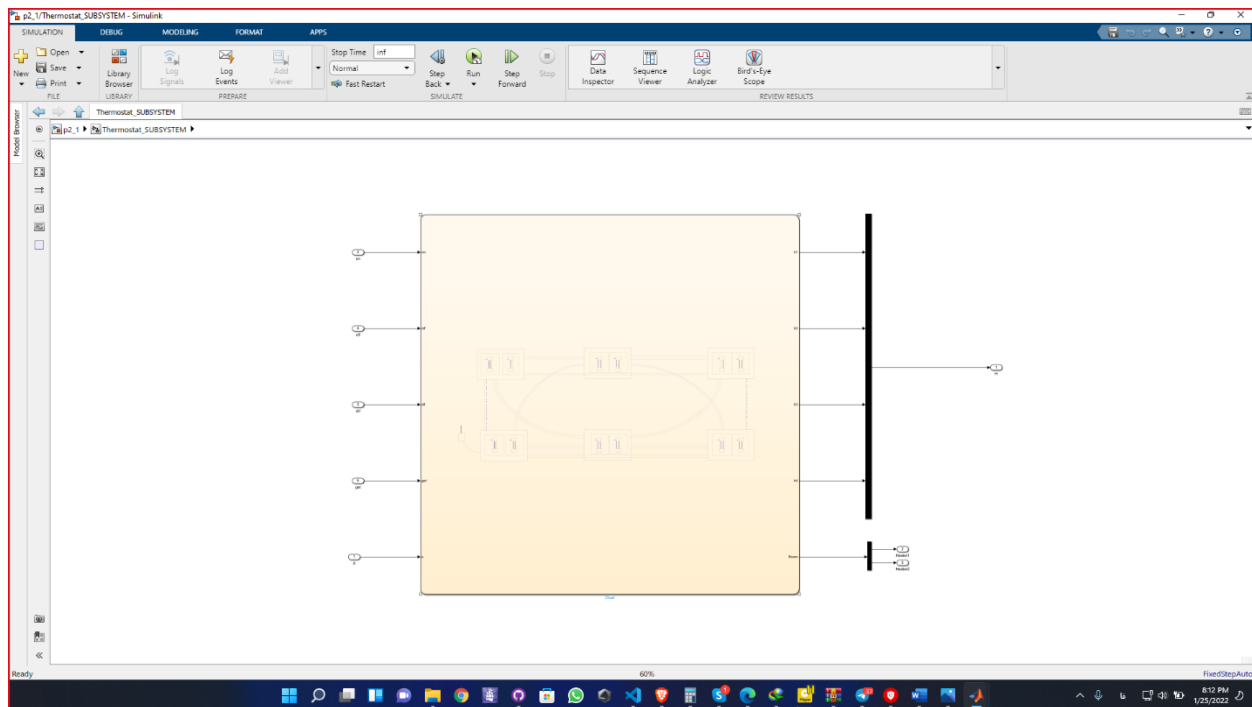 p2_1/Thermostat_SUBSYSTEM - Simulink
SIMULATION DEBUG MODELING FORMAT APPS
New
Open
Save
Print
FILE
Library Browser
LIBRARY
Log Signals
Log Events
Add Viewer
PREPARE
Stop Time inf
Normal
Fast Restart
Step Back
Run
Step Forward
Stop
SIMULATE
Data Inspector
Sequence Viewer
Logic Analyzer
Bird's-Eye Scope
REVIEW RESULTS
Model Browser
Thermostat_SUBSYSTEM
p2_1 Thermostat_SUBSYSTEM
Ready
60%
FixedStepAuto
8:12 PM
1/25/2022